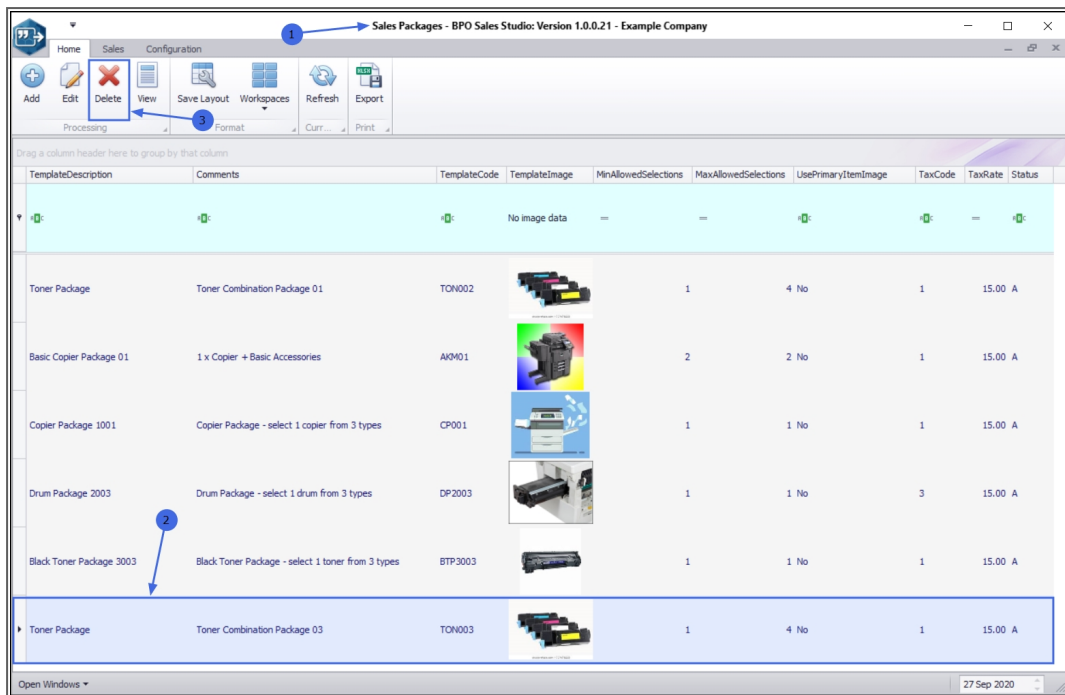 Sales Packages - BPO Sales Studio: Version 1.0.0.21 - Example Company
1
Home Sales Configuration
Add Edit Delete View Save Layout Workspaces Refresh Export
3
Processing Format Curr... Print
Drag a column header here to group by that column
TemplateDescription Comments TemplateCode TemplateImage MinAllowedSelections MaxAllowedSelections UsePrimaryItemImage TaxCode TaxRate Status
No image data = = =
Toner Package Toner Combination Package 01 TON002 1 4 No 1 15.00 A
Basic Copier Package 01 1 x Copier + Basic Accessories AKM01 2 2 No 1 15.00 A
Copier Package 1001 Copier Package - select 1 copier from 3 types CP001 1 1 No 1 15.00 A
Drum Package 2003 Drum Package - select 1 drum from 3 types DP2003 1 1 No 3 15.00 A
2
Black Toner Package 3003 Black Toner Package - select 1 toner from 3 types BTP3003 1 1 No 1 15.00 A
Toner Package Toner Combination Package 03 TON003 1 4 No 1 15.00 A
Open Windows 27 Sep 2020